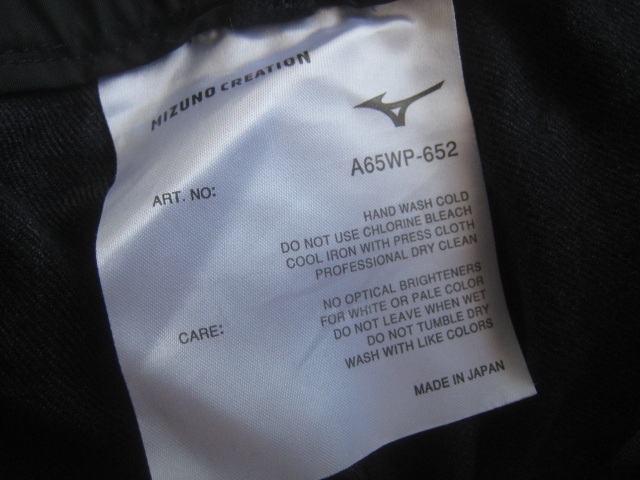 MIZUNO CREATION
ART. NO: A65WP-652
HAND WASH COLD
DO NOT USE CHLORINE BLEACH
COOL IRON WITH PRESS CLOTH
PROFESSIONAL DRY CLEAN
NO OPTICAL BRIGHTENERS
FOR WHITE OR PALE COLOR
CARE: DO NOT LEAVE WHEN WET
DO NOT TUMBLE DRY
WASH WITH LIKE COLORS
MADE IN JAPAN